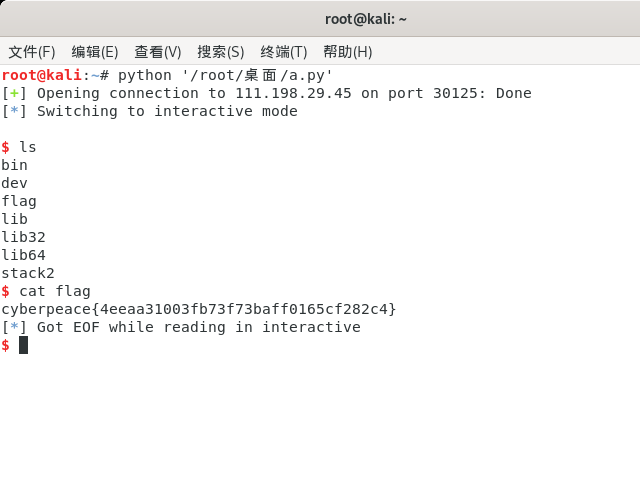 root@kali: ~
文件(F) 编辑(E) 查看(V) 搜索(S) 终端(T) 帮助(H)
root@kali:~# python '/root/桌面/a.py'
[+] Opening connection to 111.198.29.45 on port 30125: Done
[*] Switching to interactive mode
$ ls
bin
dev
flag
lib
lib32
lib64
stack2
$ cat flag
cyberpeace{4eeaa31003fb73f73baff0165cf282c4}
[*] Got EOF while reading in interactive
$